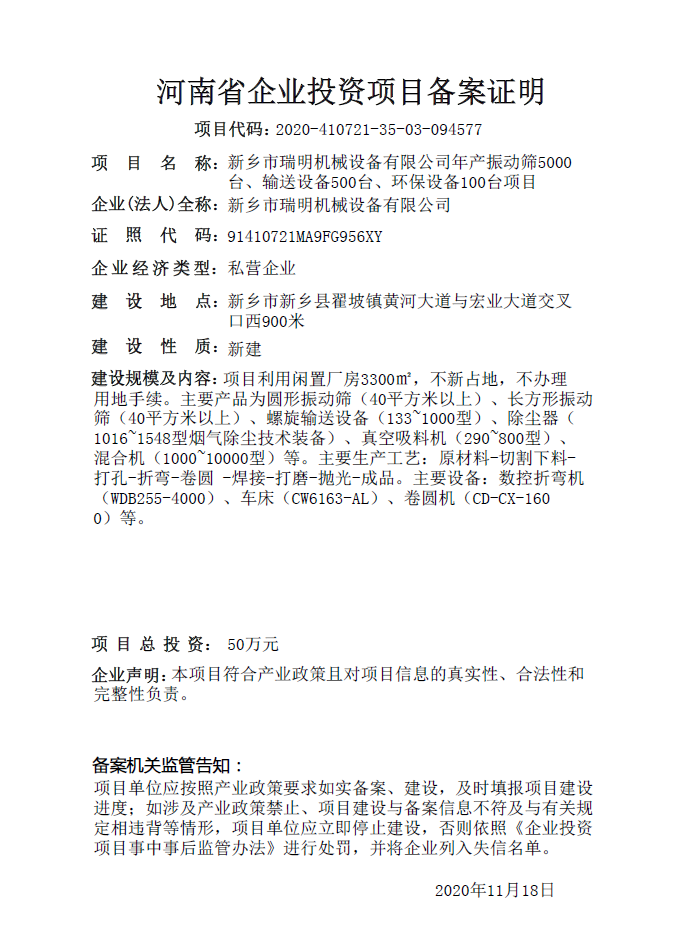 河南省企业投资项目备案证明
项目代码：2020-410721-35-03-094577
项 目 名 称：新乡市瑞明机械设备有限公司年产振动筛5000
台、输送设备500台、环保设备100台项目
企业(法人)全称：新乡市瑞明机械设备有限公司
证 照 代 码：91410721MA9FG956XY
企业经济类型：私营企业
建 设 地 点：新乡市新乡县翟坡镇黄河大道与宏业大道交叉
口西900米
建 设 性 质：新建
建设规模及内容：项目利用闲置厂房3300㎡，不新占地，不办理
用地手续。主要产品为圆形振动筛（40平方米以上）、长方形振动
筛（40平方米以上）、螺旋输送设备（133~1000型）、除尘器（
1016~1548型烟气除尘技术装备）、真空吸料机（290~800型）、
混合机（1000~10000型）等。主要生产工艺：原材料-切割下料-
打孔-折弯-卷圆 -焊接-打磨-抛光-成品。主要设备：数控折弯机
（WDB255-4000）、车床（CW6163-AL）、卷圆机（CD-CX-160
0）等。
项 目 总 投 资： 50万元
企业声明：本项目符合产业政策且对项目信息的真实性、合法性和
完整性负责。
备案机关监管告知：
项目单位应按照产业政策要求如实备案、建设，及时填报项目建设
进度；如涉及产业政策禁止、项目建设与备案信息不符及与有关规
定相违背等情形，项目单位应立即停止建设，否则依照《企业投资
项目事中事后监管办法》进行处罚，并将企业列入失信名单。
2020年11月18日